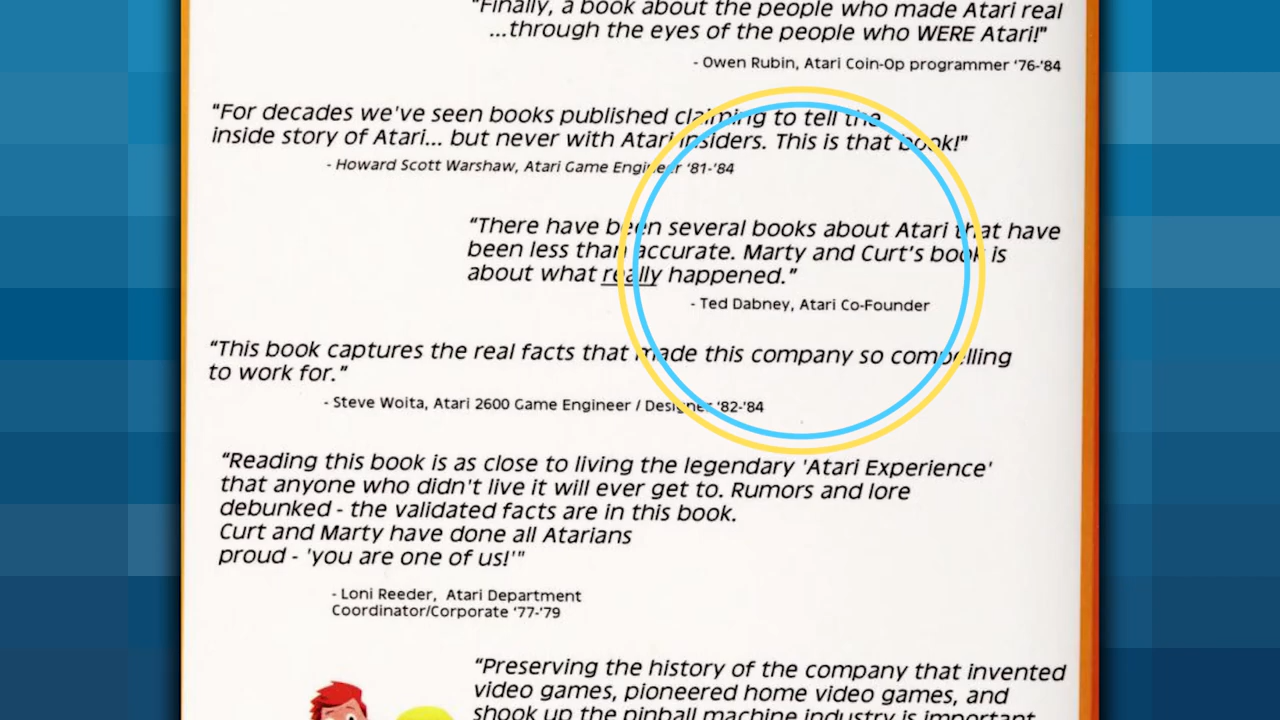 "Finally, a book about the people who made Atari real
...through the eyes of the people who WERE Atari!"
- Owen Rubin, Atari Coin-Op programmer ‘76-‘84
"For decades we've seen books published claiming to tell the
inside story of Atari... but never with Atari insiders. This is that book!"
- Howard Scott Warshaw, Atari Game Engineer ‘81-‘84
“There have been several books about Atari that have
been less than accurate. Marty and Curt’s book is
about what really happened.”
- Ted Dabney, Atari Co-Founder
“This book captures the real facts that made this company so compelling
to work for.”
- Steve Woita, Atari 2600 Game Engineer / Designer ‘82-‘84
“Reading this book is as close to living the legendary 'Atari Experience'
that anyone who didn't live it will ever get to. Rumors and lore
debunked - the validated facts are in this book.
Curt and Marty have done all Atarians
proud - 'you are one of us!'"
- Loni Reeder, Atari Department
Coordinator/Corporate ‘77-‘79
“Preserving the history of the company that invented
video games, pioneered home video games, and
shook up the pinball machine industry is important